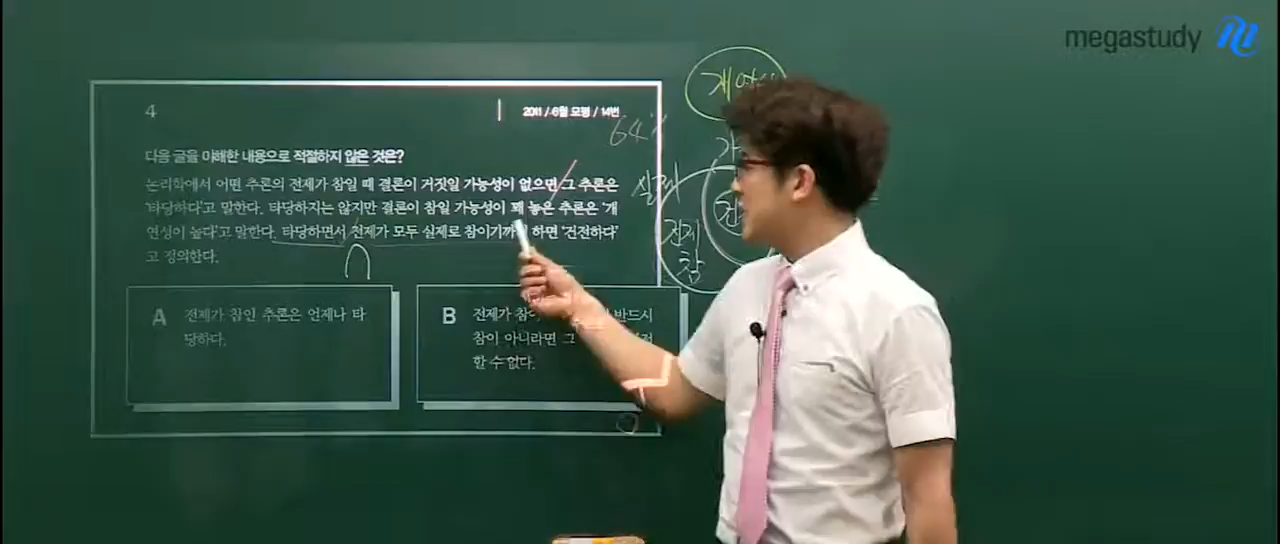 megastudy
4
2011 / 6월 모평 / 14번
64%
다음 글을 이해한 내용으로 적절하지 않은 것은?
논리학에서 어떤 추론의 전제가 참일 때 결론이 거짓일 가능성이 없으면 그 추론은
'타당하다'고 말한다. 타당하지는 않지만 결론이 참일 가능성이 꽤 높은 추론은 '개
연성이 높다'고 말한다. 타당하면서 전제가 모두 실제로 참이기까지 하면 '건전하다'
고 정의한다.
전제
참
A
전제가 참인 추론은 언제나 타
당하다.
B
전제가 참 반드시
참이 아니라면 그
할 수 없다.